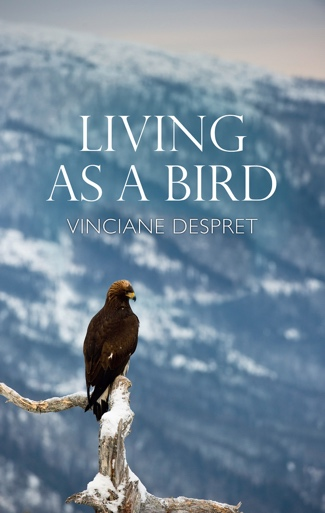 LIVING
AS A BIRD
VINCIANE DESPRET